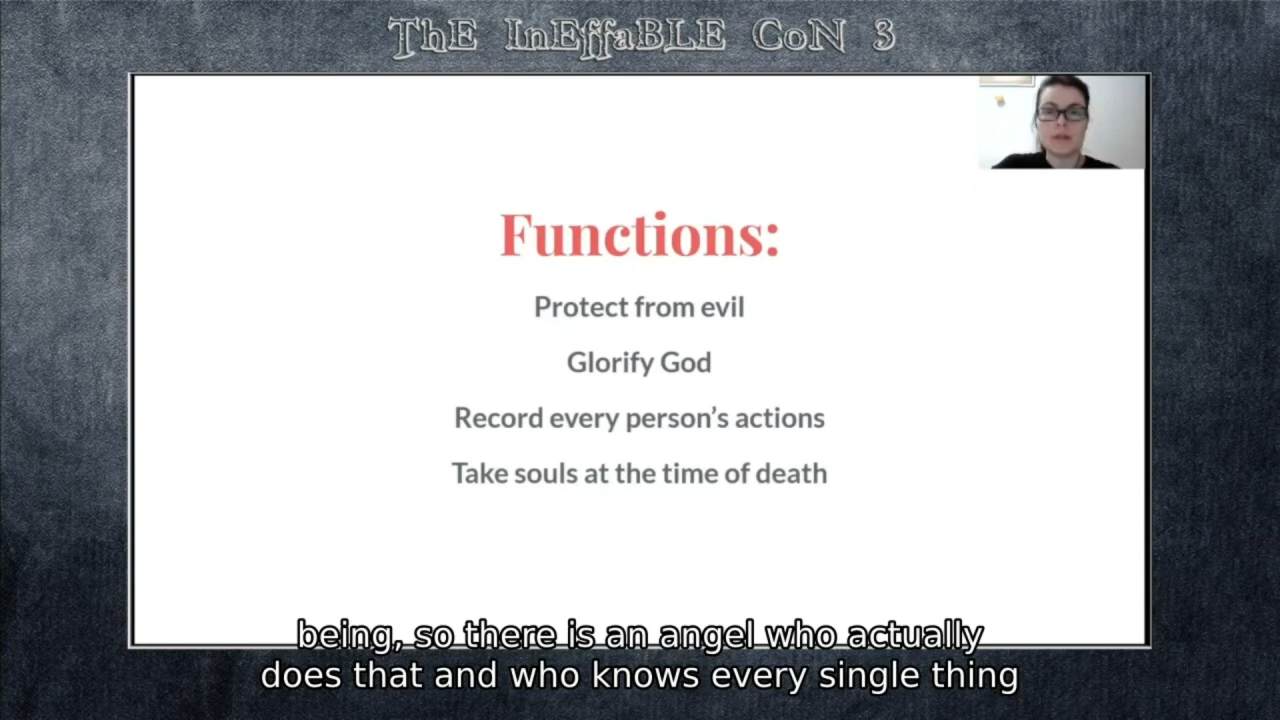 ThE InEffaBLE CoN 3
Functions:
Protect from evil
Glorify God
Record every person’s actions
Take souls at the time of death
being, so there is an angel who actually
does that and who knows every single thing